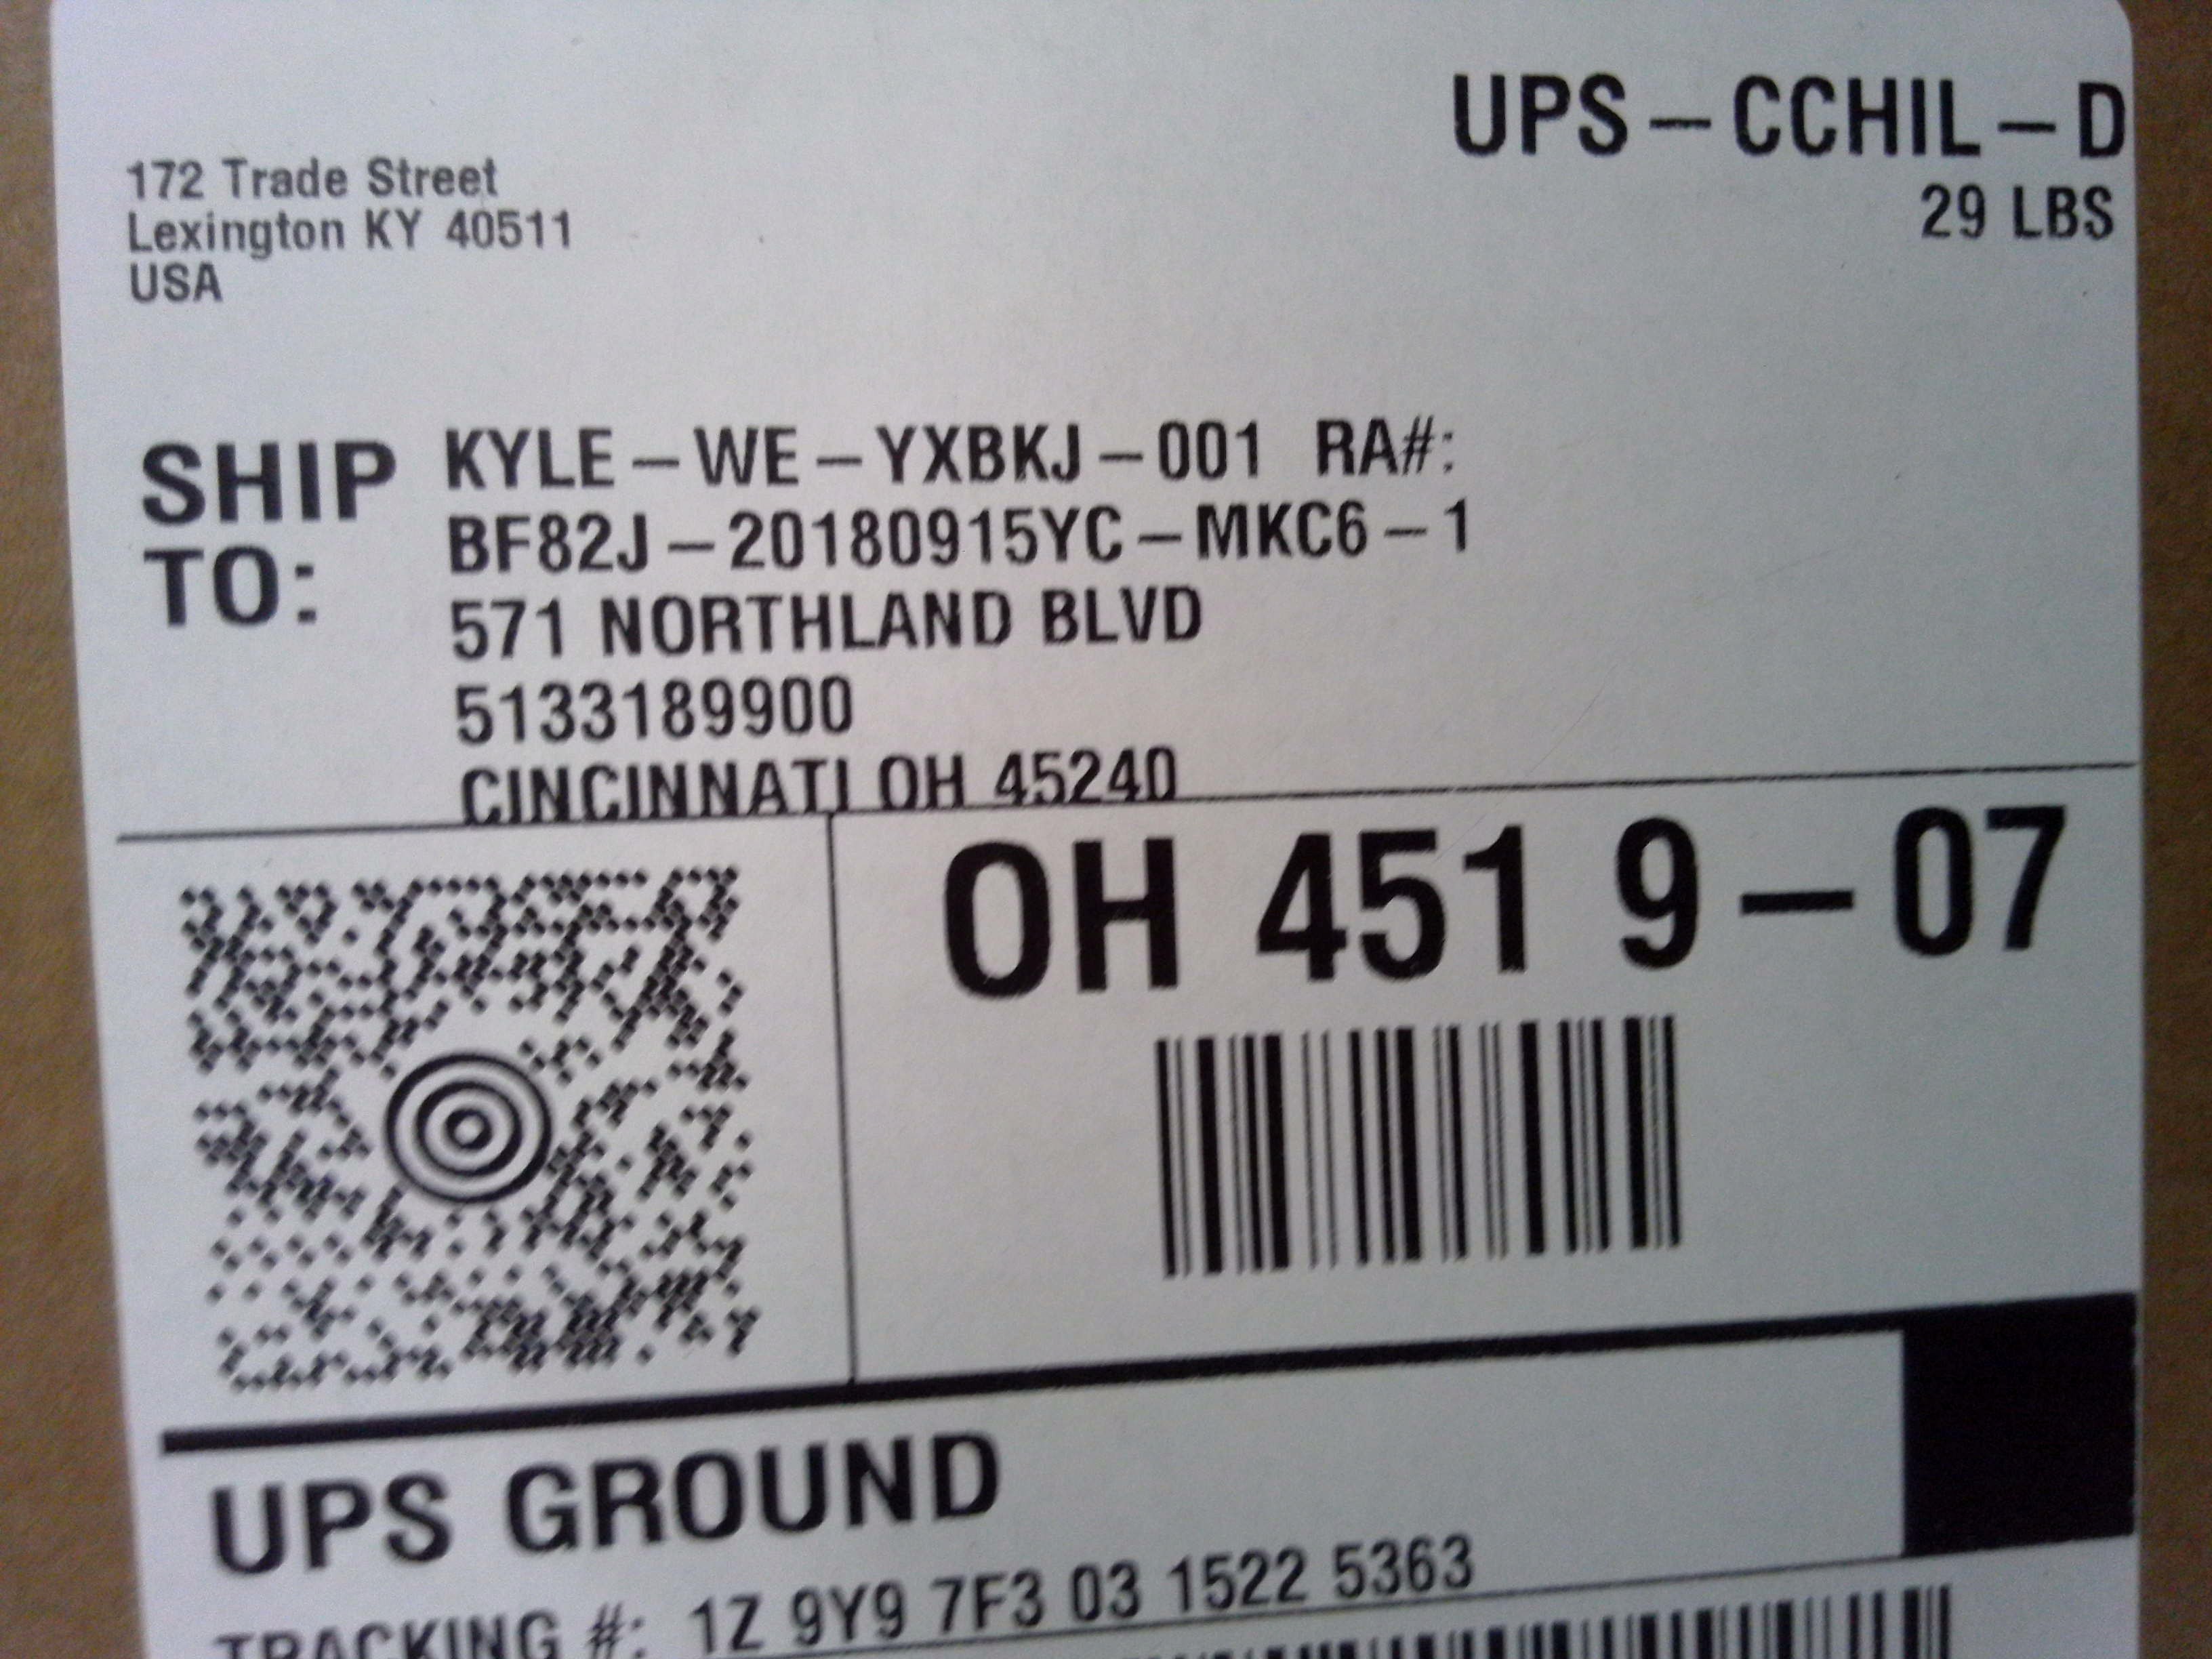 UPS-CCHIL-D
29 LBS
172 Trade Street
Lexington KY 40511
USA
SHIP TO:
KYLE-WE-YXBKJ-001 RA#:
BF82J-20180915YC-MKC6-1
571 NORTHLAND BLVD
5133189900
CINCINNATI OH 45240
OH 451 9-07
UPS GROUND
TRACKING #: 1Z 9Y9 7F3 03 1522 5363